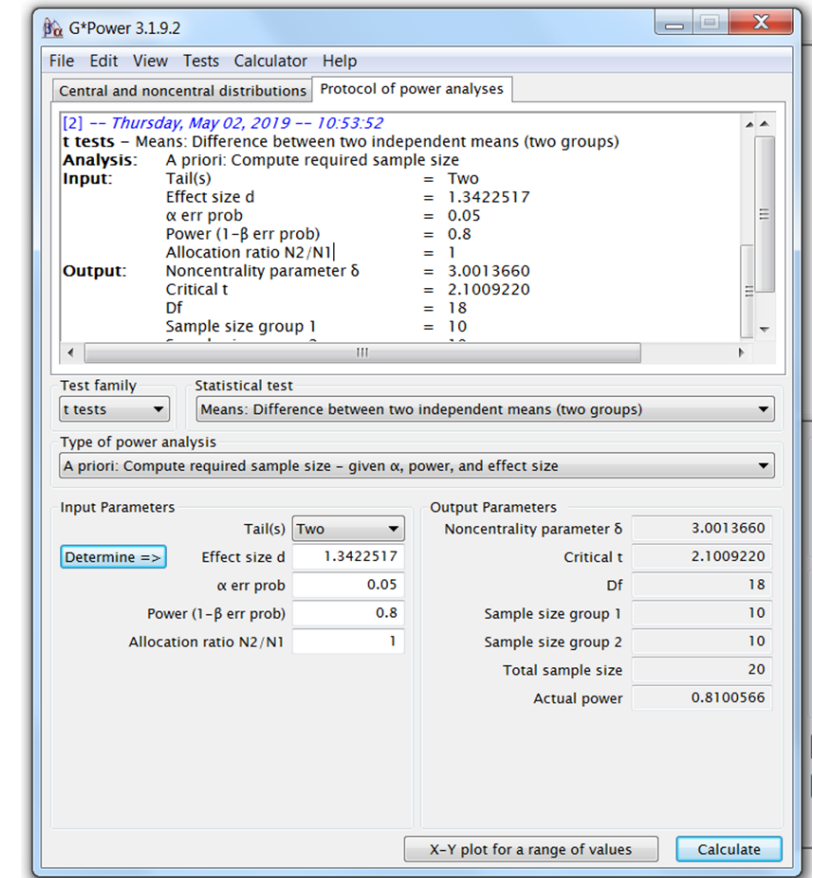 G*Power 3.1.9.2
File Edit View Tests Calculator Help
Central and noncentral distributions Protocol of power analyses
[2] -- Thursday, May 02, 2019 -- 10:53:52
t tests – Means: Difference between two independent means (two groups)
Analysis: A priori: Compute required sample size
Input: Tail(s) = Two
Effect size d = 1.3422517
α err prob = 0.05
Power (1-β err prob) = 0.8
Allocation ratio N2/N1 = 1
Output: Noncentrality parameter δ = 3.0013660
Critical t = 2.1009220
Df = 18
Sample size group 1 = 10
Test family Statistical test
t tests Means: Difference between two independent means (two groups)
Type of power analysis
A priori: Compute required sample size – given α, power, and effect size
Input Parameters Output Parameters
Tail(s) Two Noncentrality parameter δ 3.0013660
Determine => Effect size d 1.3422517 Critical t 2.1009220
α err prob 0.05 Df 18
Power (1-β err prob) 0.8 Sample size group 1 10
Allocation ratio N2/N1 1 Sample size group 2 10
Total sample size 20
Actual power 0.8100566
X-Y plot for a range of values Calculate